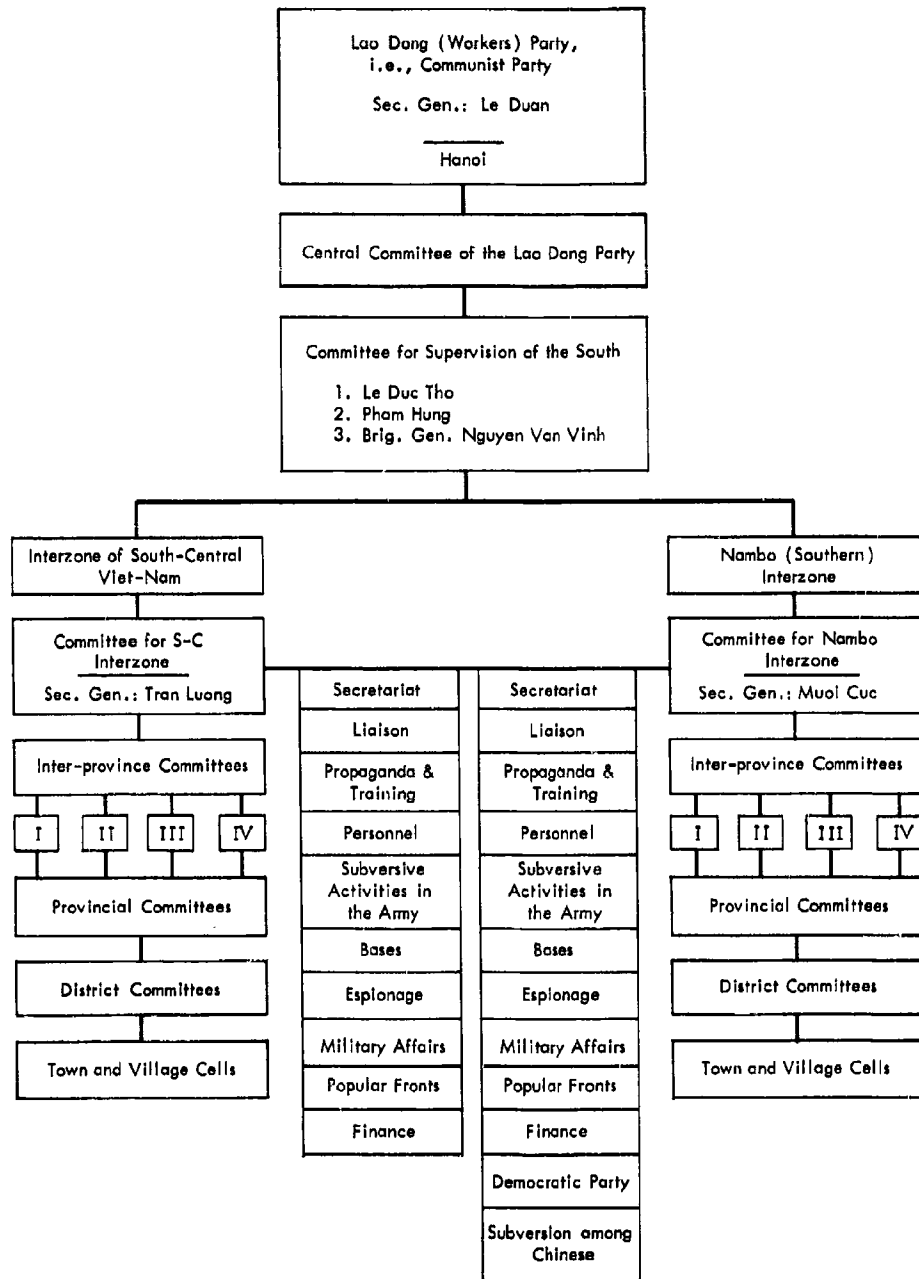 Lao Dong (Workers) Party,
i.e., Communist Party
Sec. Gen.: Le Duan
Hanoi
Central Committee of the Lao Dong Party
Committee for Supervision of the South
1. Le Duc Tho
2. Pham Hung
3. Brig. Gen. Nguyen Van Vinh
Interzone of South-Central
Viet-Nam
Committee for S-C
Interzone
Sec. Gen.: Tran Luong
Inter-province Committees
I II III IV
Provincial Committees
District Committees
Town and Village Cells
Secretariat
Liaison
Propaganda &
Training
Personnel
Subversive
Activities in
the Army
Bases
Espionage
Military Affairs
Popular Fronts
Finance
Secretariat
Liaison
Propaganda &
Training
Personnel
Subversive
Activities in
the Army
Bases
Espionage
Military Affairs
Popular Fronts
Finance
Democratic Party
Subversion among
Chinese
Nambo (Southern)
Interzone
Committee for Nambo
Interzone
Sec. Gen.: Muoi Cuc
Inter-province Committees
I II III IV
Provincial Committees
District Committees
Town and Village Cells